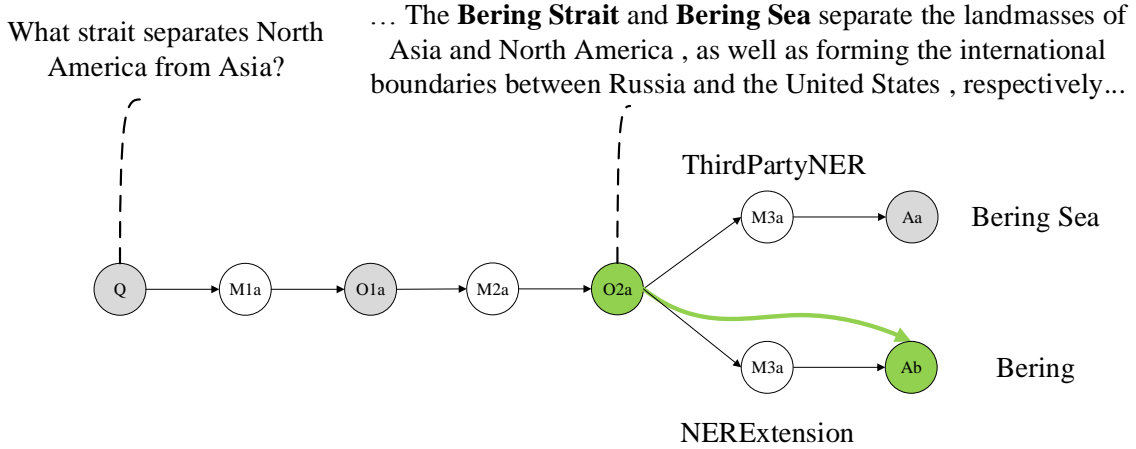 What strait separates North
America from Asia?
… The Bering Strait and Bering Sea separate the landmasses of
Asia and North America , as well as forming the international
boundaries between Russia and the United States , respectively...
ThirdPartyNER
M3a
Aa
Bering Sea
Q
M1a
O1a
M2a
O2a
M3a
Ab
Bering
NERExtension